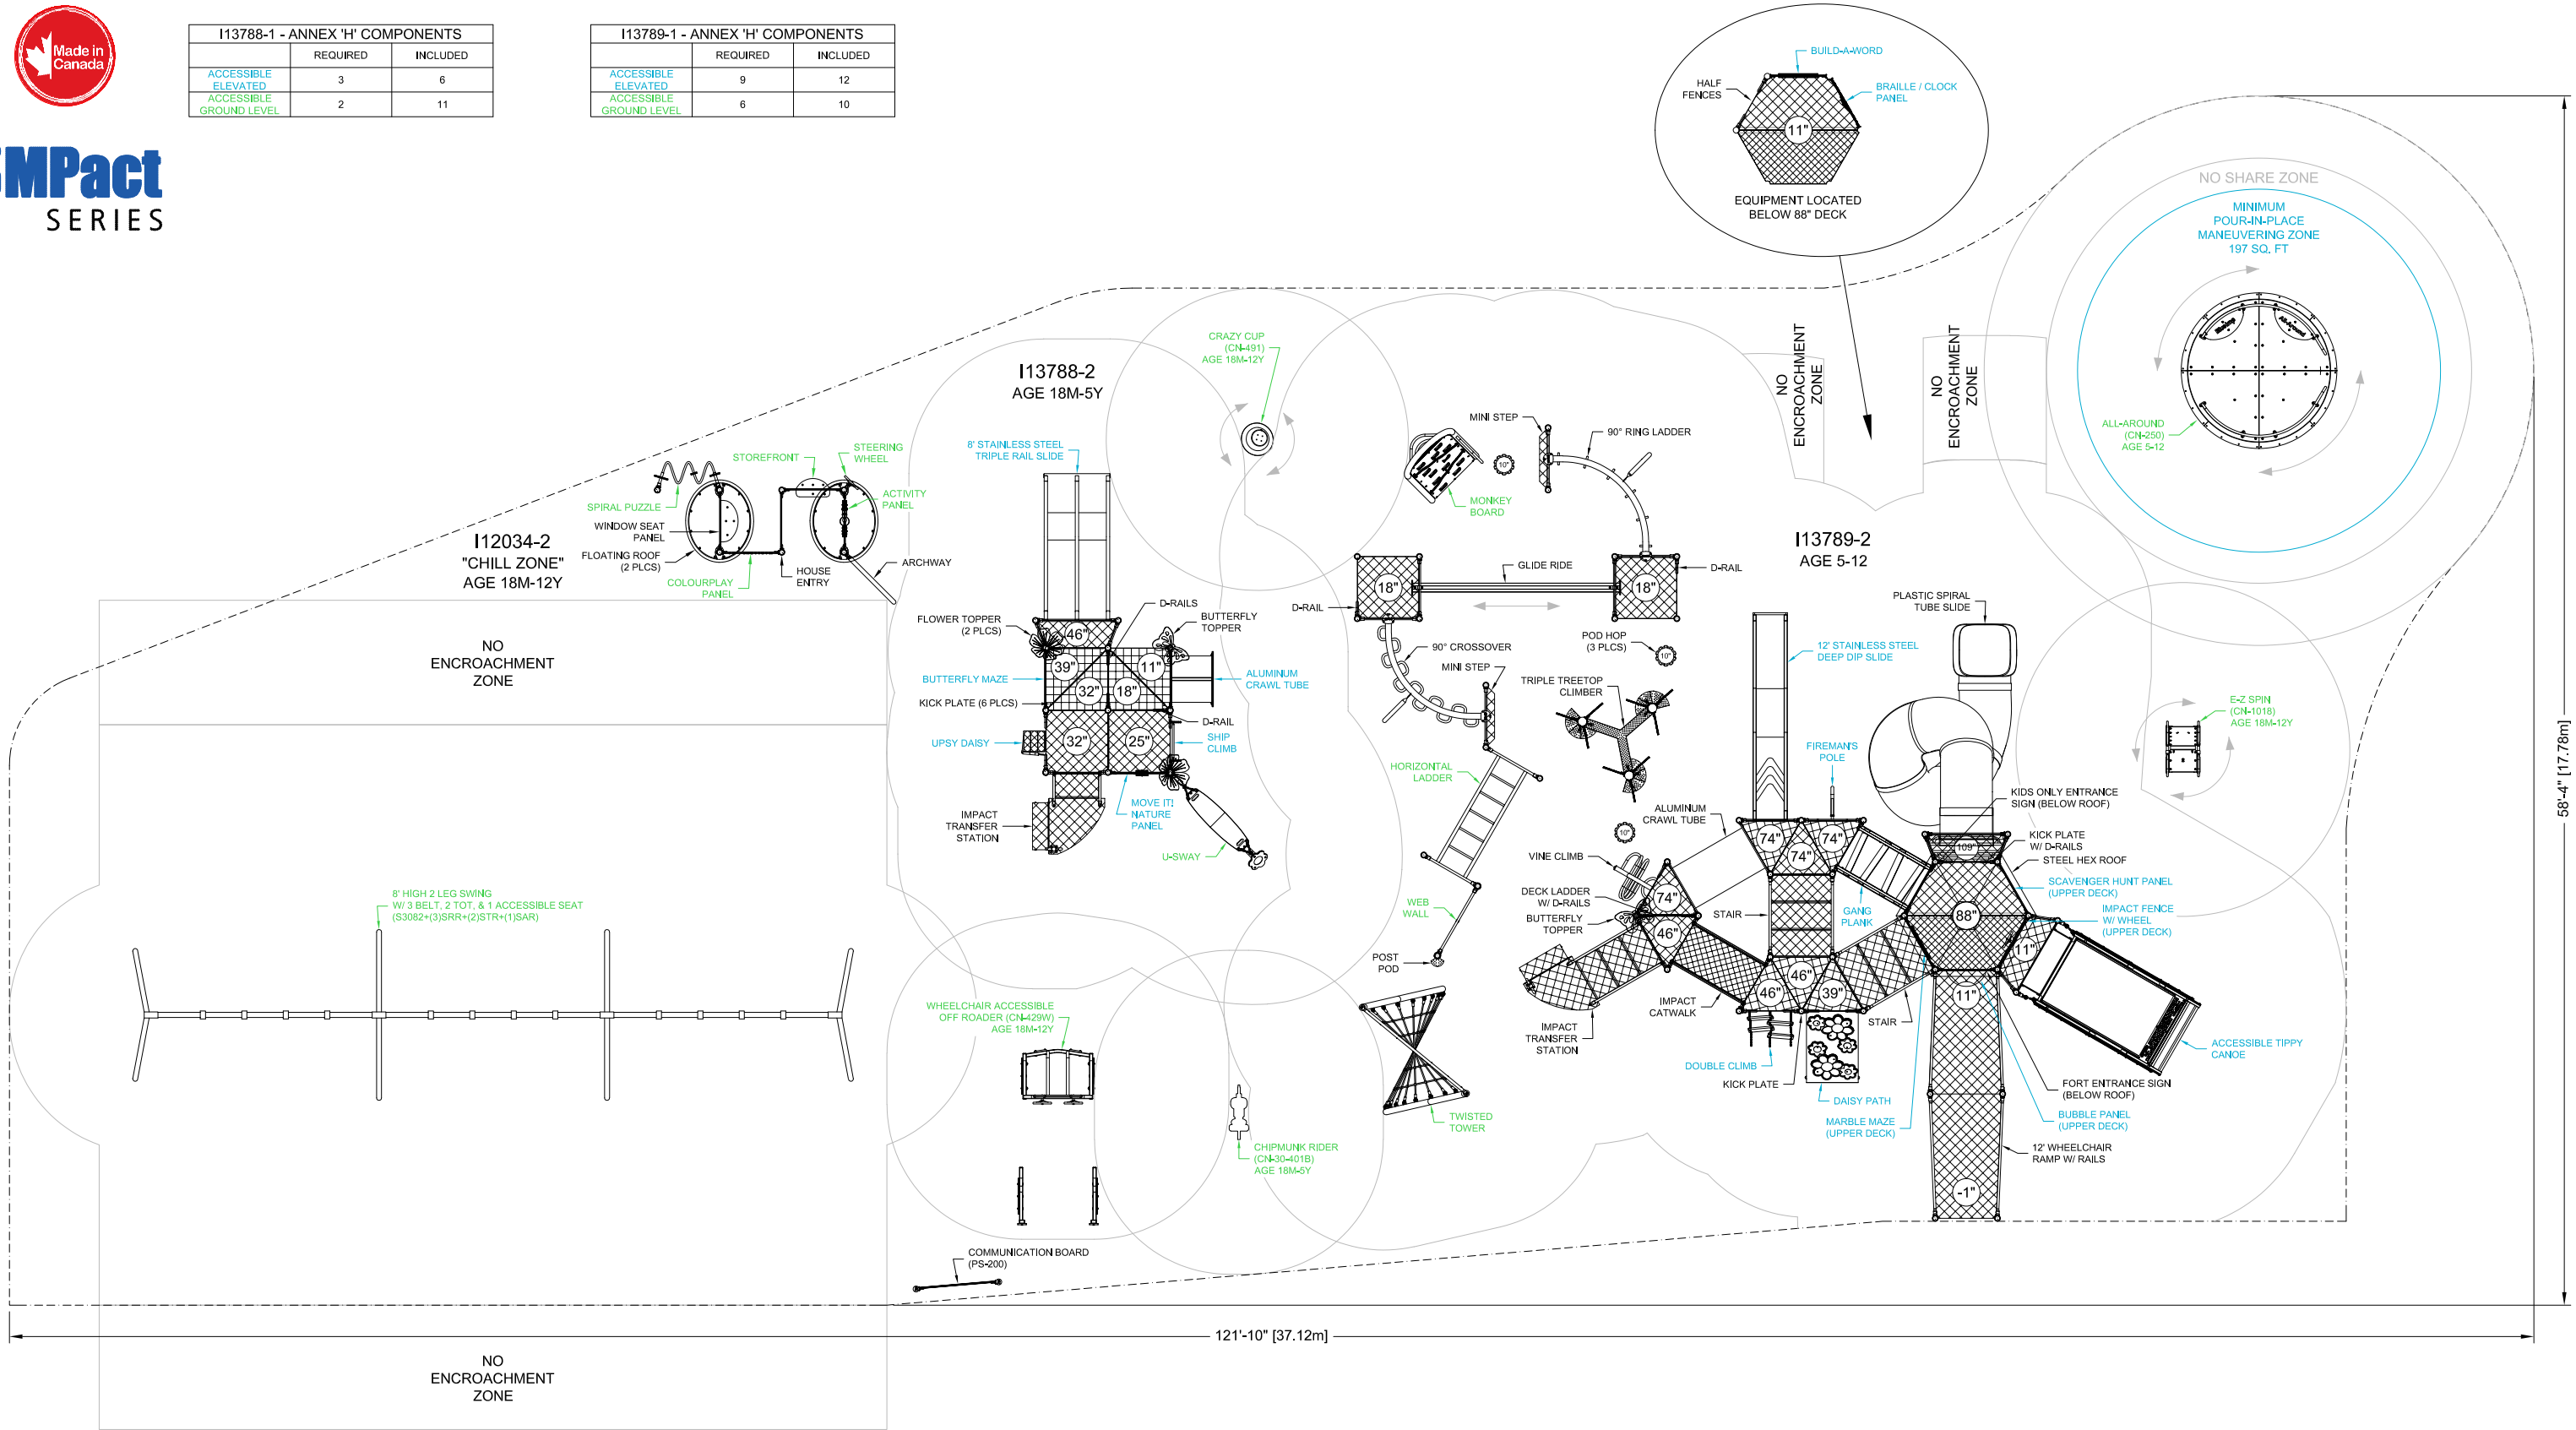 Made in
Canada
MPact
SERIES
I13788-1 - ANNEX 'H' COMPONENTS
REQUIRED INCLUDED
ACCESSIBLE
ELEVATED 3 6
ACCESSIBLE
GROUND LEVEL 2 11
I13789-1 - ANNEX 'H' COMPONENTS
REQUIRED INCLUDED
ACCESSIBLE
ELEVATED 9 12
ACCESSIBLE
GROUND LEVEL 6 10
BUILD-A-WORD
HALF
FENCES
BRAILLE / CLOCK
PANEL
11"
EQUIPMENT LOCATED
BELOW 88" DECK
NO SHARE ZONE
MINIMUM
POUR-IN-PLACE
MANEUVERING ZONE
197 SQ. FT
ALL-AROUND
(CN-250)
AGE 5-12
NO
ENCROACHMENT
ZONE
NO
ENCROACHMENT
ZONE
CRAZY CUP
(CN-491)
AGE 18M-12Y
I13788-2
AGE 18M-5Y
8' STAINLESS STEEL
TRIPLE RAIL SLIDE
STOREFRONT
STEERING
WHEEL
ACTIVITY
PANEL
SPIRAL PUZZLE
WINDOW SEAT
PANEL
FLOATING ROOF
(2 PLCS)
COLOURPLAY
PANEL
HOUSE
ENTRY
ARCHWAY
I12034-2
"CHILL ZONE"
AGE 18M-12Y
MINI STEP
90° RING LADDER
10"
MONKEY
BOARD
I13789-2
AGE 5-12
GLIDE RIDE
18"
18"
D-RAIL
D-RAIL
90° CROSSOVER
MINI STEP
POD HOP
(3 PLCS)
10"
TRIPLE TREETOP
CLIMBER
HORIZONTAL
LADDER
10"
WEB
WALL
POST
POD
TWISTED
TOWER
FLOWER TOPPER
(2 PLCS)
D-RAILS
BUTTERFLY
TOPPER
46"
39"
11"
32"
18"
32"
25"
BUTTERFLY MAZE
KICK PLATE (6 PLCS)
UPSY DAISY
ALUMINUM
CRAWL TUBE
D-RAIL
SHIP
CLIMB
IMPACT
TRANSFER
STATION
MOVE IT!
NATURE
PANEL
U-SWAY
NO
ENCROACHMENT
ZONE
8' HIGH 2 LEG SWING
W/ 3 BELT, 2 TOT, & 1 ACCESSIBLE SEAT
(S3082+(3)SRR+(2)STR+(1)SAR)
WHEELCHAIR ACCESSIBLE
OFF ROADER (CN-429W)
AGE 18M-12Y
CHIPMUNK RIDER
(CN-30-401B)
AGE 18M-5Y
COMMUNICATION BOARD
(PS-200)
PLASTIC SPIRAL
TUBE SLIDE
12' STAINLESS STEEL
DEEP DIP SLIDE
FIREMAN'S
POLE
E-Z SPIN
(CN-1018)
AGE 18M-12Y
ALUMINUM
CRAWL TUBE
VINE CLIMB
DECK LADDER
W/ D-RAILS
BUTTERFLY
TOPPER
STAIR
GANG
PLANK
74"
74"
74"
74"
46"
46"
46"
39"
109"
88"
11"
11"
-1"
KIDS ONLY ENTRANCE
SIGN (BELOW ROOF)
KICK PLATE
W/ D-RAILS
STEEL HEX ROOF
SCAVENGER HUNT PANEL
(UPPER DECK)
IMPACT FENCE
W/ WHEEL
(UPPER DECK)
IMPACT
CATWALK
IMPACT
TRANSFER
STATION
STAIR
DOUBLE CLIMB
KICK PLATE
DAISY PATH
MARBLE MAZE
(UPPER DECK)
ACCESSIBLE TIPPY
CANOE
FORT ENTRANCE SIGN
(BELOW ROOF)
BUBBLE PANEL
(UPPER DECK)
12' WHEELCHAIR
RAMP W/ RAILS
58'-4" [17.78m]
121'-10" [37.12m]
NO
ENCROACHMENT
ZONE